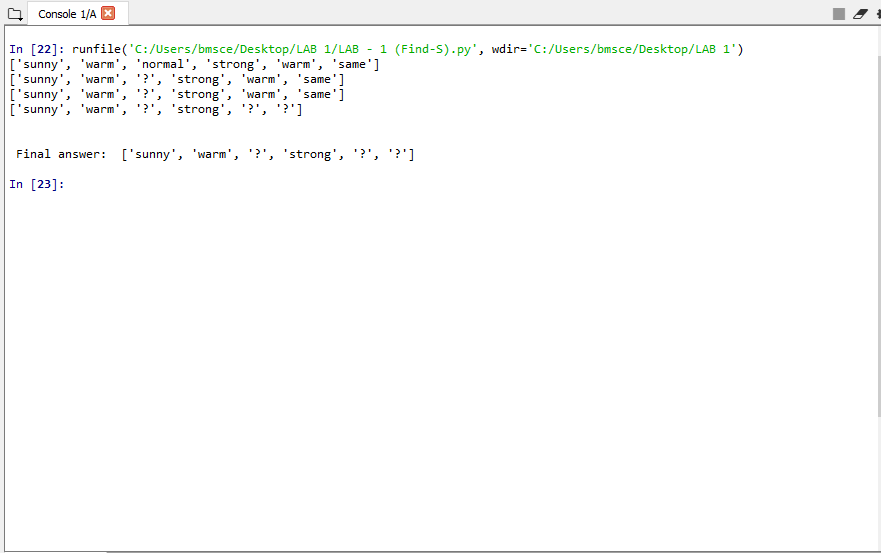 Console 1/A
In [22]: runfile('C:/Users/bmsce/Desktop/LAB 1/LAB - 1 (Find-S).py', wdir='C:/Users/bmsce/Desktop/LAB 1')
['sunny', 'warm', 'normal', 'strong', 'warm', 'same']
['sunny', 'warm', '?', 'strong', 'warm', 'same']
['sunny', 'warm', '?', 'strong', 'warm', 'same']
['sunny', 'warm', '?', 'strong', '?', '?']
Final answer:  ['sunny', 'warm', '?', 'strong', '?', '?']
In [23]: